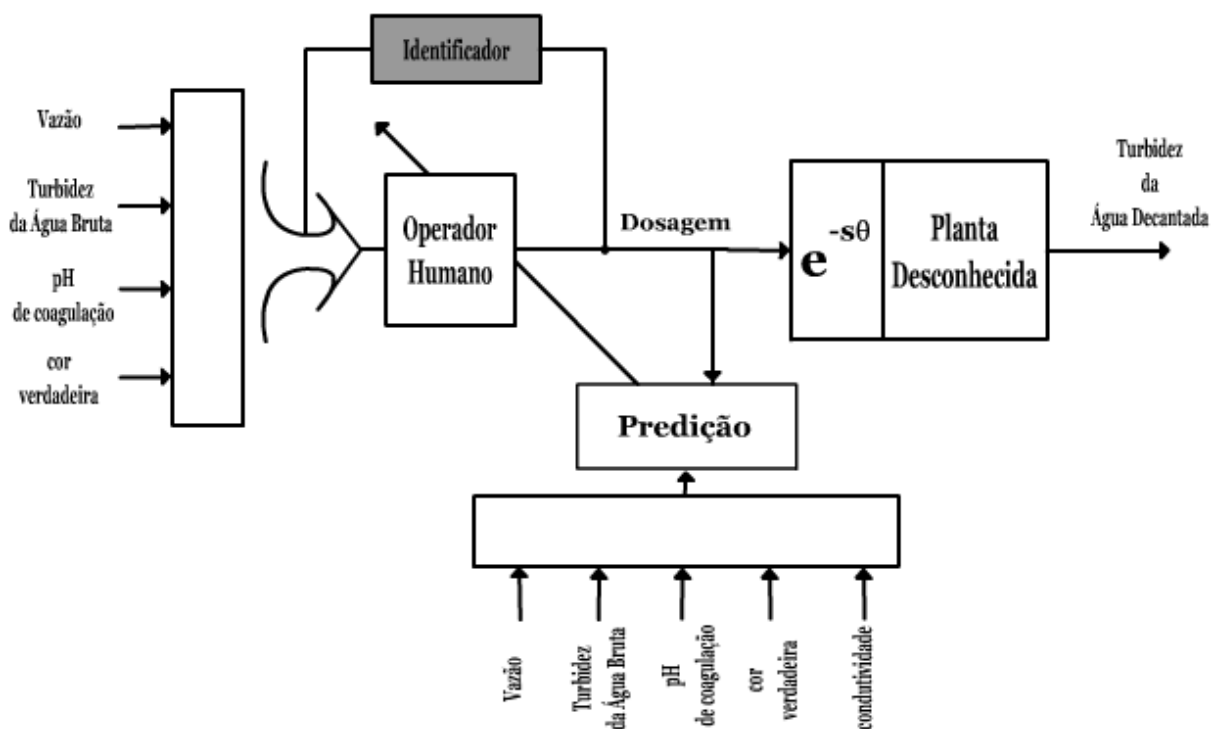 Identificador
Vazão
Turbidez
da Água Bruta
pH
de coagulação
cor
verdadeira
Operador
Humano
Dosagem
e-sθ
Planta
Desconhecida
Turbidez
da
Água Decantada
Predição
Vazão
Turbidez
da Água Bruta
pH
de coagulação
cor
verdadeira
condutividade